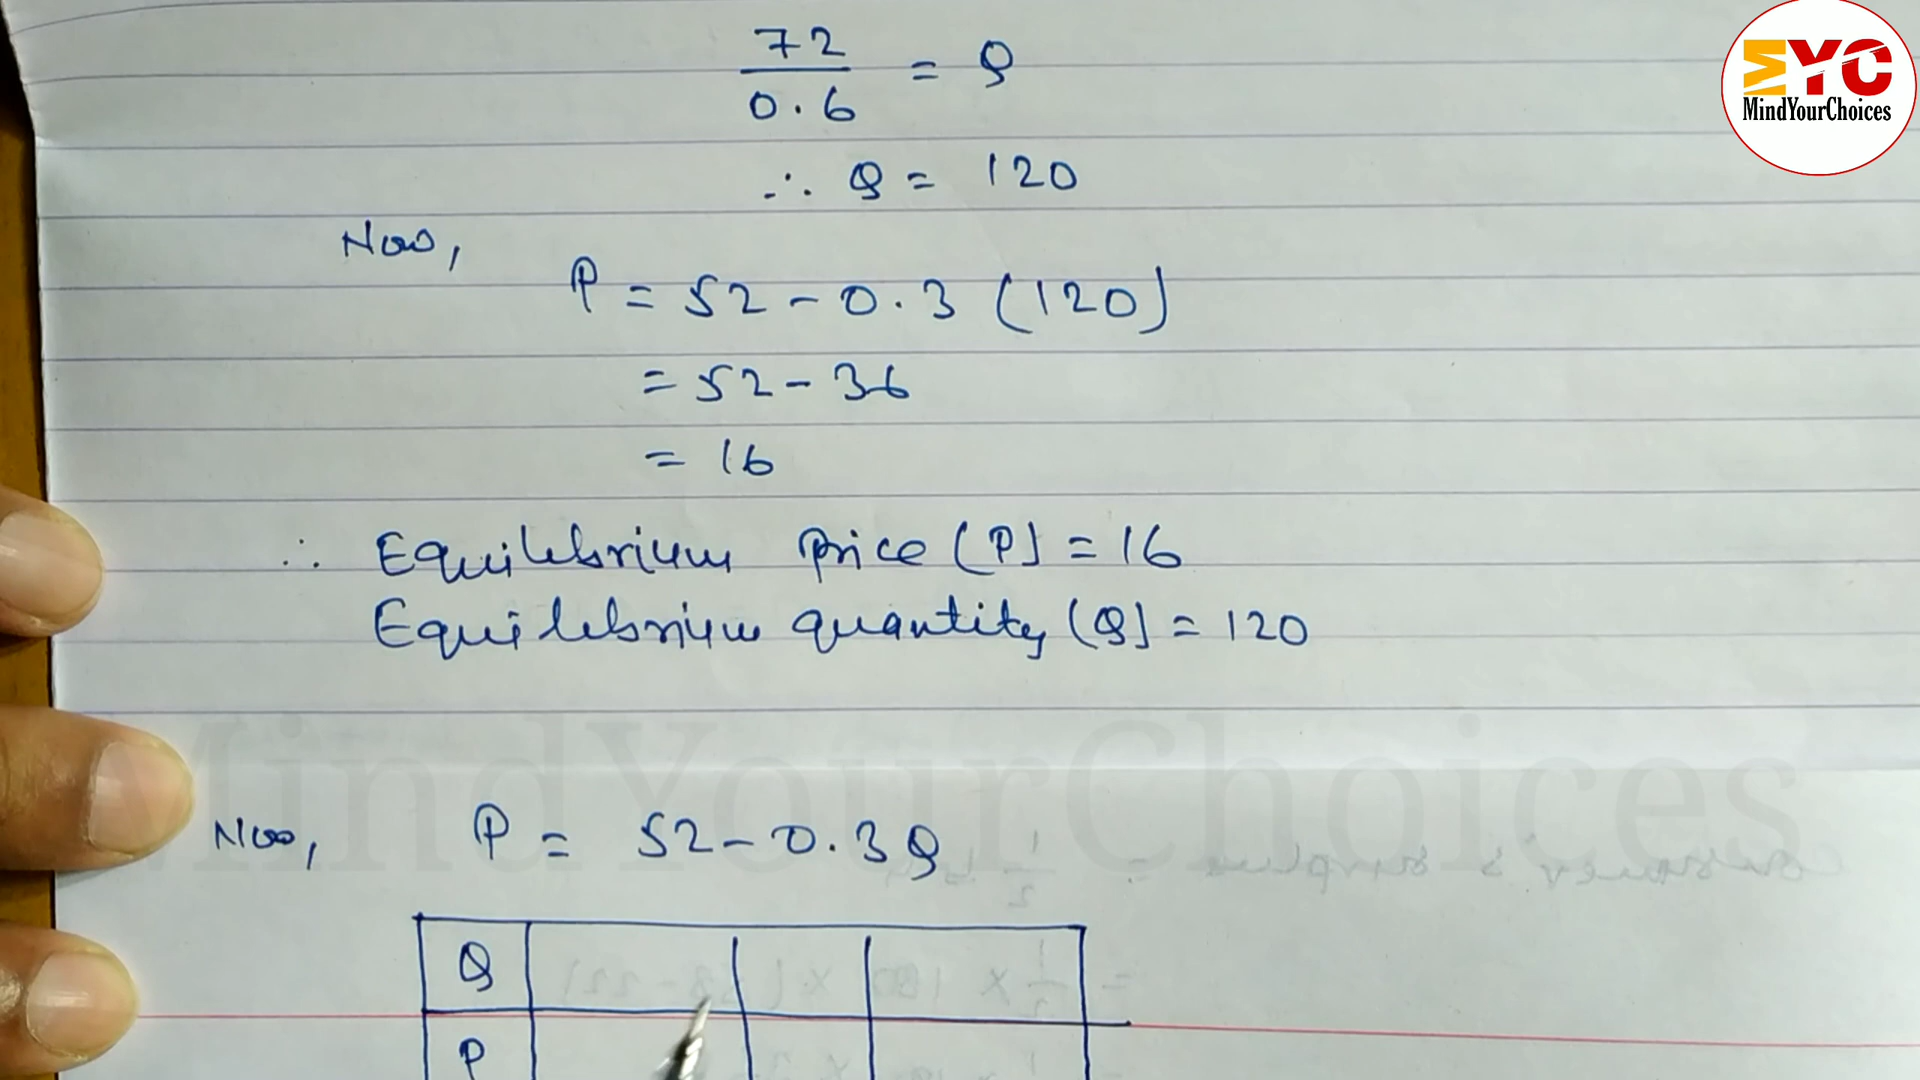 72
0.6 = Q
∴ Q = 120
Now,
P = 52 - 0.3 (120)
= 52 - 36
= 16
∴ Equilibrium price (P) = 16
Equilibrium quantity (Q) = 120
Now, P = 52 - 0.3Q
Q
P
MYC
MindYourChoices
MindYourChoices